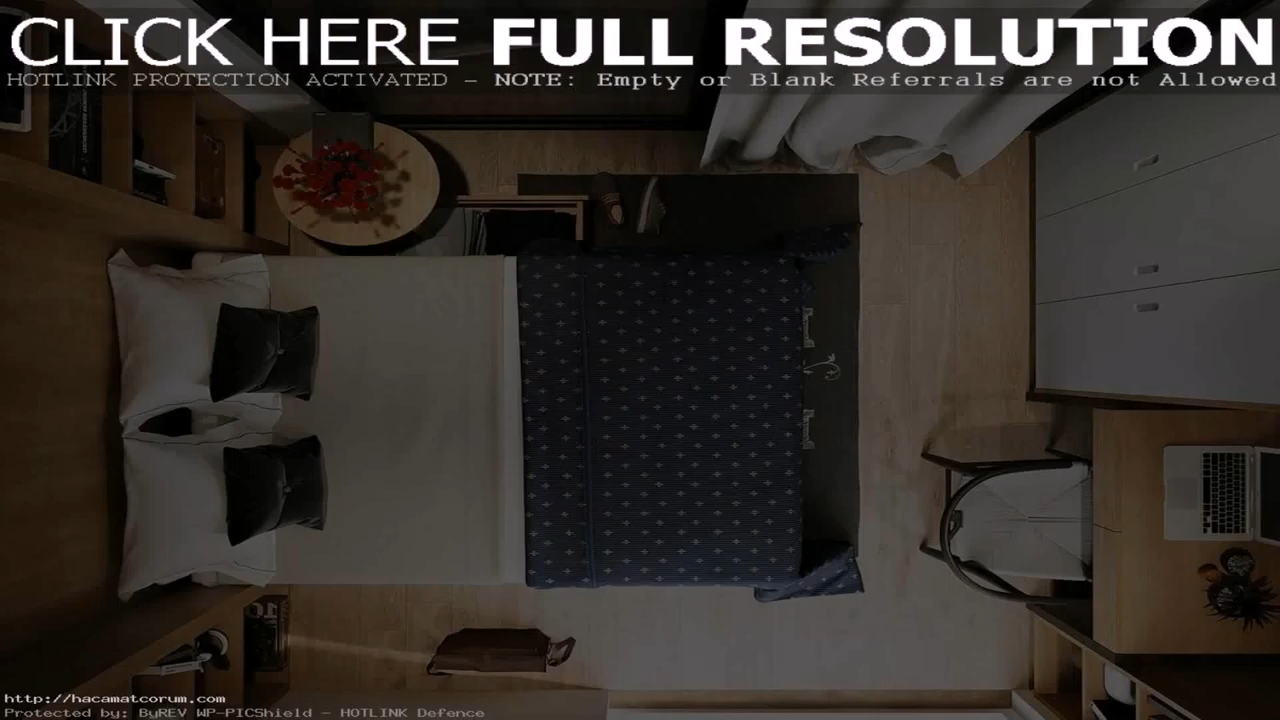 CLICK HERE FULL RESOLUTION
HOTLINK PROTECTION ACTIVATED – NOTE: Empty or Blank Referrals are not Allowed
http://hacamatcorum.com
Protected by: ByREV WP-PICShield – HOTLINK Defence